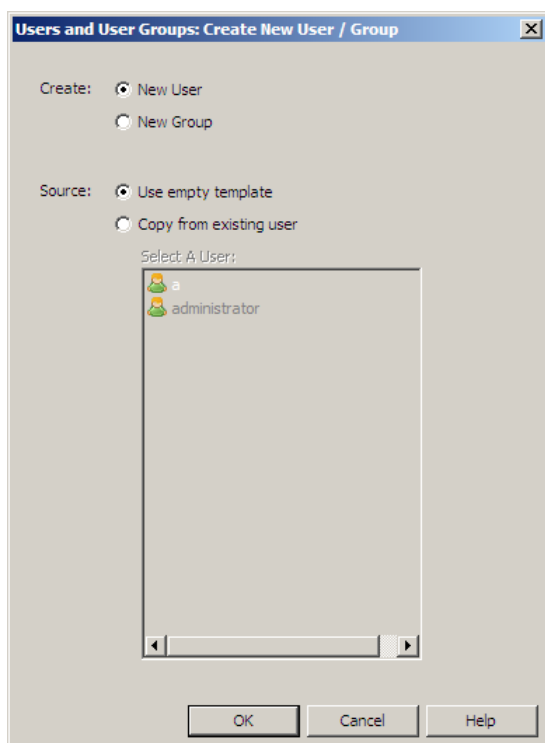 Users and User Groups: Create New User / Group
Create: New User
New Group
Source: Use empty template
Copy from existing user
Select A User:
a
administrator
OK Cancel Help